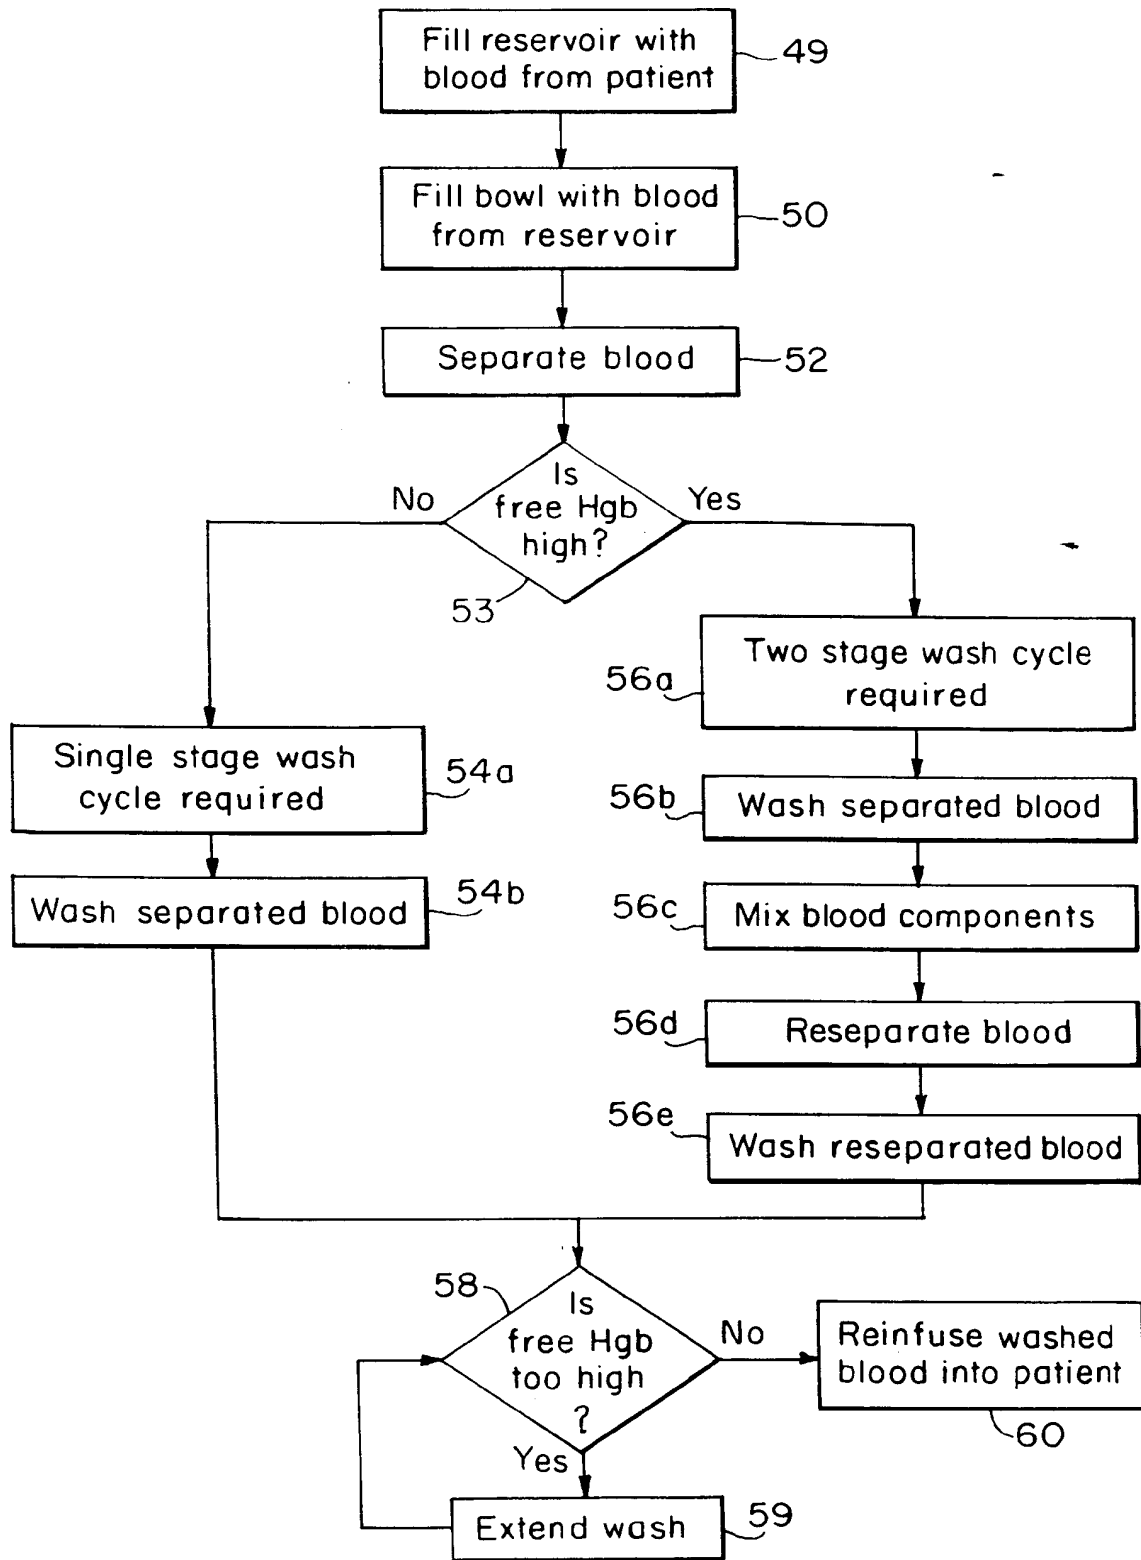 Fill reservoir with
blood from patient
49
Fill bowl with blood
from reservoir
50
Separate blood
52
Is
free Hgb
high?
No
Yes
53
Two stage wash cycle
required
56a
Single stage wash
cycle required
54a
Wash separated blood
56b
Wash separated blood
54b
Mix blood components
56c
Reseparate blood
56d
Wash reseparated blood
56e
58
Is
free Hgb
too high
?
No
Yes
Reinfuse washed
blood into patient
60
Extend wash
59